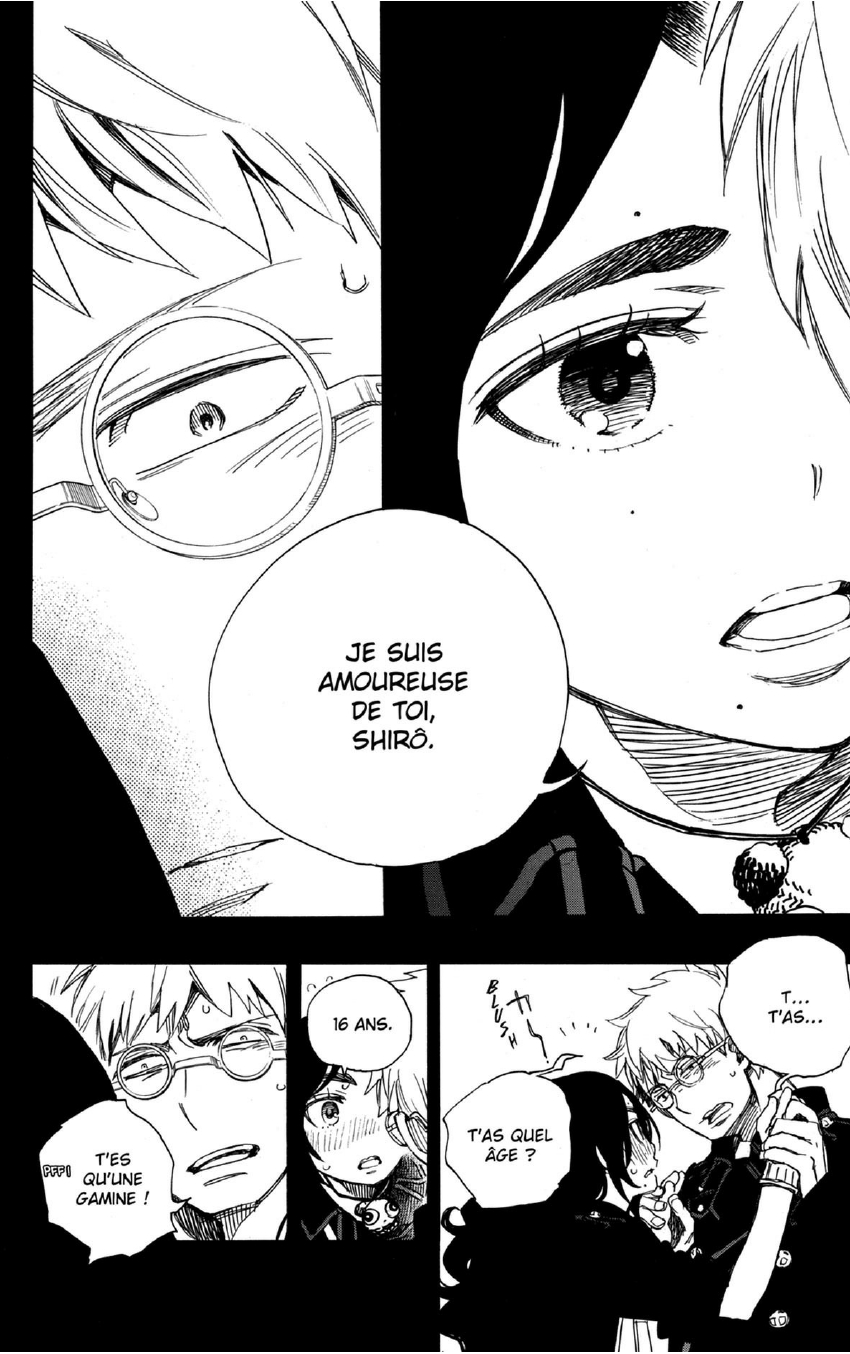 JE SUIS
AMOUREUSE
DE TOI,
SHIRÔ.
T...
T'AS...
BLUSH
T'AS QUEL
ÂGE ?
16 ANS.
PFF!
T'ES
QU'UNE
GAMINE !